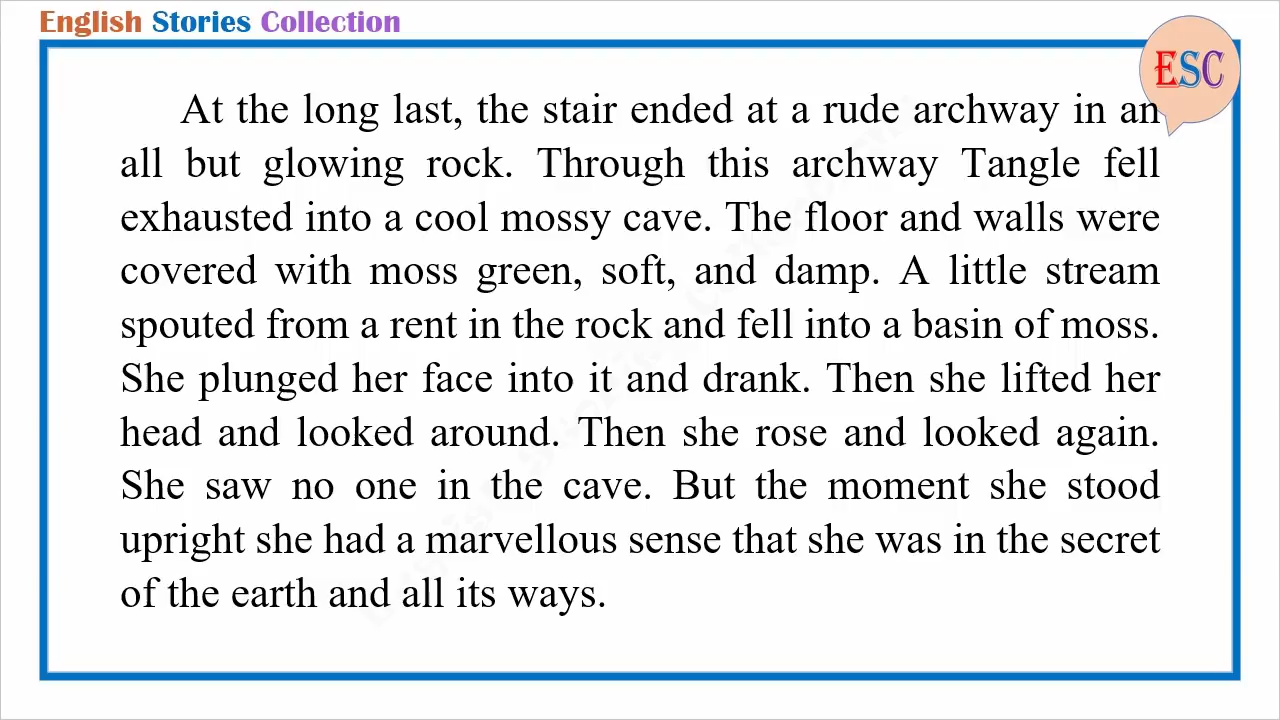 English Stories Collection
ESC
At the long last, the stair ended at a rude archway in an
all but glowing rock. Through this archway Tangle fell
exhausted into a cool mossy cave. The floor and walls were
covered with moss green, soft, and damp. A little stream
spouted from a rent in the rock and fell into a basin of moss.
She plunged her face into it and drank. Then she lifted her
head and looked around. Then she rose and looked again.
She saw no one in the cave. But the moment she stood
upright she had a marvellous sense that she was in the secret
of the earth and all its ways.